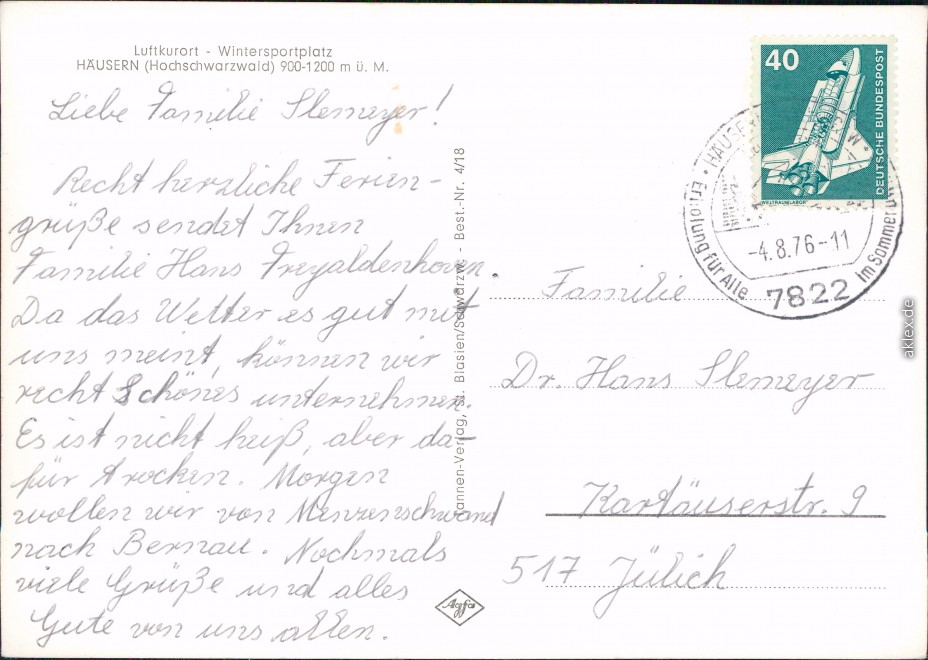 Luftkurort - Wintersportplatz
HÄUSERN (Hochschwarzwald) 900-1200 m ü. M.
Liebe Familie Slemeyer!
Recht herzliche Ferien-
grüße sendet Ihnen
Familie Hans Freyaldenhoven.
Da das Wetter es gut mit
uns meint, können wir
recht Schönes unternehmen.
Es ist nicht heiß, aber da-
für trocken. Morgen
wollen wir von Menzenschwand
nach Bernau. Nochmals
viele Grüße und alles
Gute von uns allen.
Tannen-Verlag, St. Blasien/Schwarzw. - Best.-Nr. 4/18
Agfa
40
DEUTSCHE BUNDESPOST
WELTRAUMLABOR
Erholung für Alle
im Sommer
-4.8.76-11
7822
Familie
Dr. Hans Slemeyer
Kartäuserstr. 9
517 Jülich
aklex.de